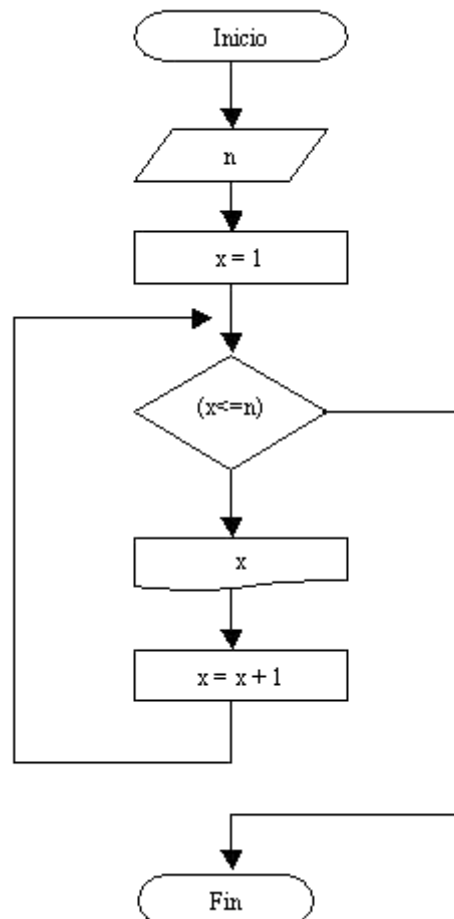 Inicio
n
x = 1
(x<=n)
x
x = x + 1
Fin